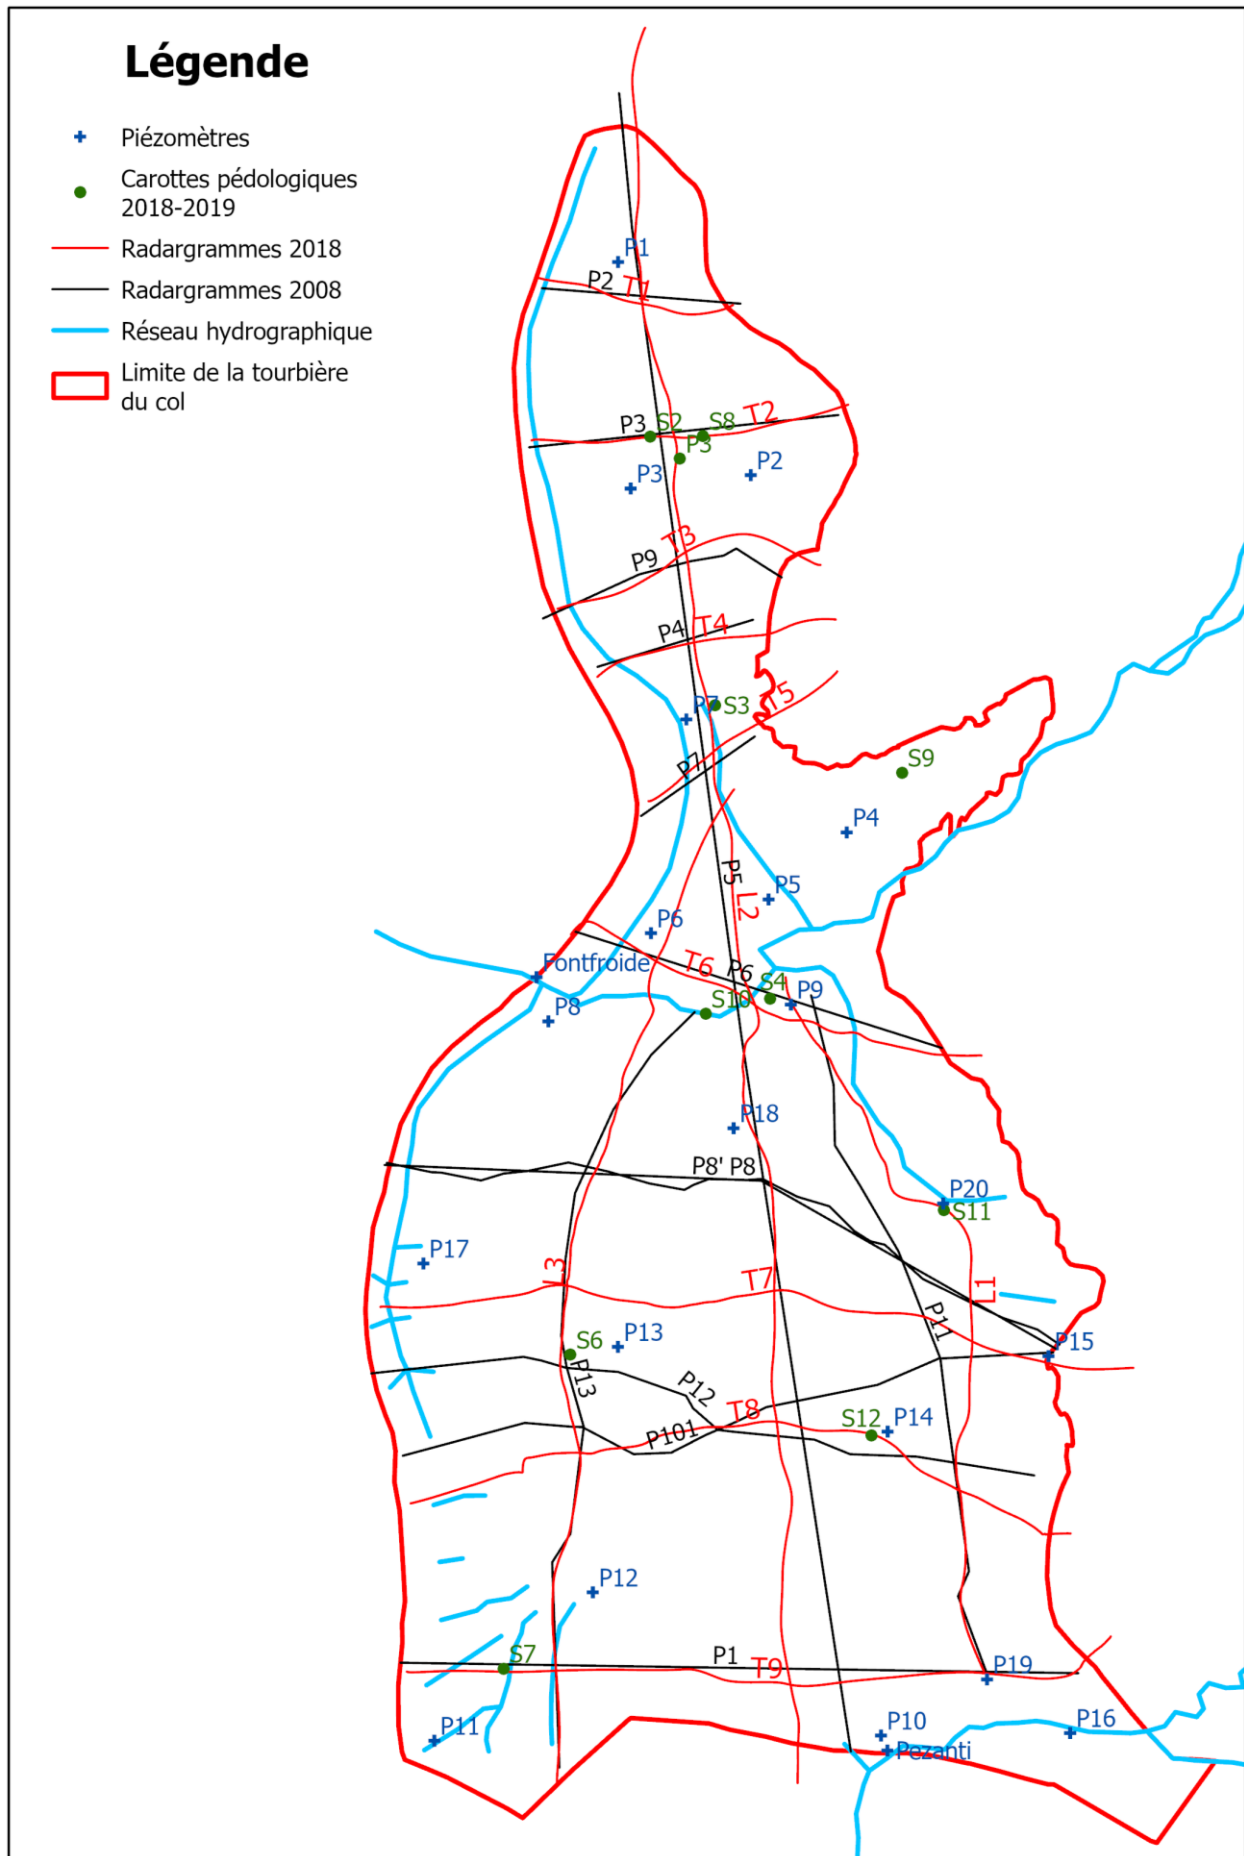 Légende
Piézomètres
Carottes pédologiques
2018-2019
Radargrammes 2018
Radargrammes 2008
Réseau hydrographique
Limite de la tourbière
du col
P1
P2
T1
P3
S2
S8
T2
P3
P3
P2
T3
P9
P4
T4
P7
S3
T5
P7
S9
P4
P5
L2
P5
P6
T6
P6
Fontfroide
S4
P9
S10
P8
P18
P8' P8
P20
S11
P17
L3
T7
L1
P11
P13
P15
S6
P13
P12
T8
P101
S12
P14
P12
S7
P1
T9
P19
P11
P10
P16
Pezanti